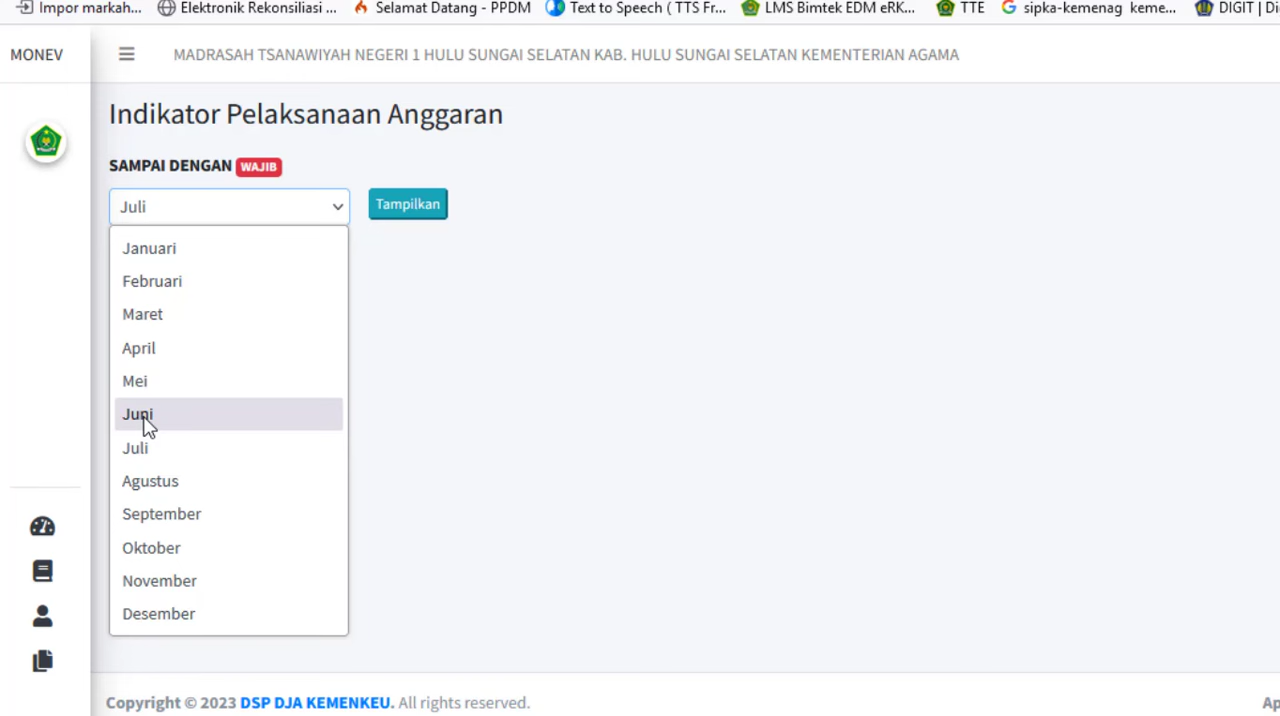 Impor markah... Elektronik Rekonsiliasi ... Selamat Datang - PPDM Text to Speech ( TTS Fr... LMS Bimtek EDM eRK... TTE sipka-kemenag keme... DIGIT | Di
MONEV MADRASAH TSANAWIYAH NEGERI 1 HULU SUNGAI SELATAN KAB. HULU SUNGAI SELATAN KEMENTERIAN AGAMA
Indikator Pelaksanaan Anggaran
SAMPAI DENGAN WAJIB
Juli Tampilkan
Januari
Februari
Maret
April
Mei
Juni
Juli
Agustus
September
Oktober
November
Desember
Copyright © 2023 DSP DJA KEMENKEU. All rights reserved. Ap